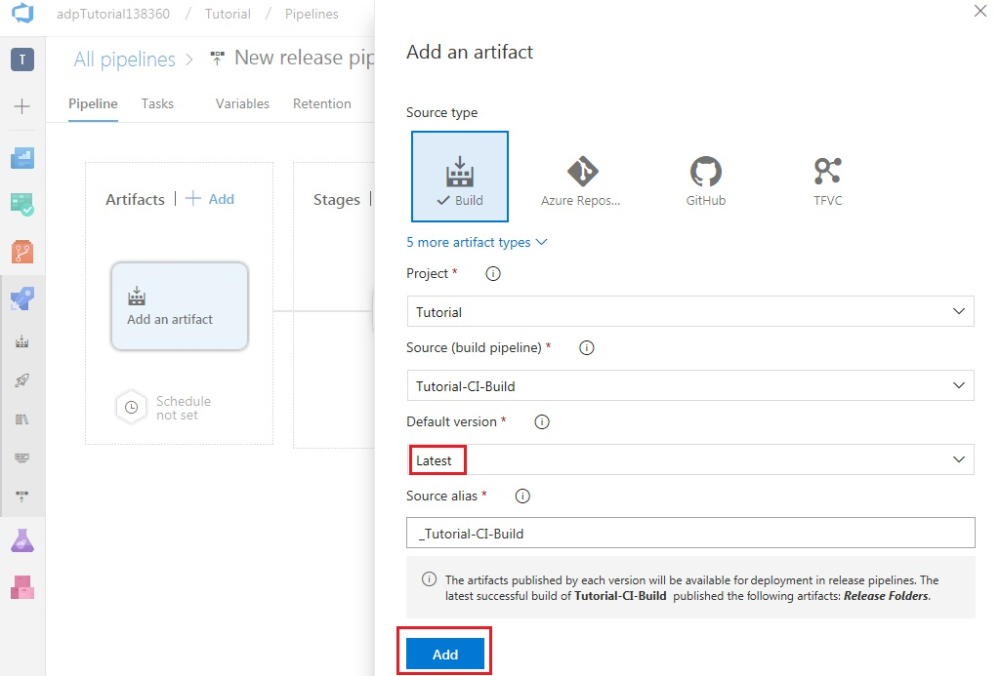 adpTutorial138360 / Tutorial / Pipelines
T
All pipelines > New release pip
Pipeline Tasks Variables Retention
Artifacts | + Add
Stages |
Add an artifact
Schedule
not set
Add an artifact
Source type
Build
Azure Repos...
GitHub
TFVC
5 more artifact types
Project *
Tutorial
Source (build pipeline) *
Tutorial-CI-Build
Default version *
Latest
Source alias *
_Tutorial-CI-Build
The artifacts published by each version will be available for deployment in release pipelines. The
latest successful build of Tutorial-CI-Build published the following artifacts: Release Folders.
Add